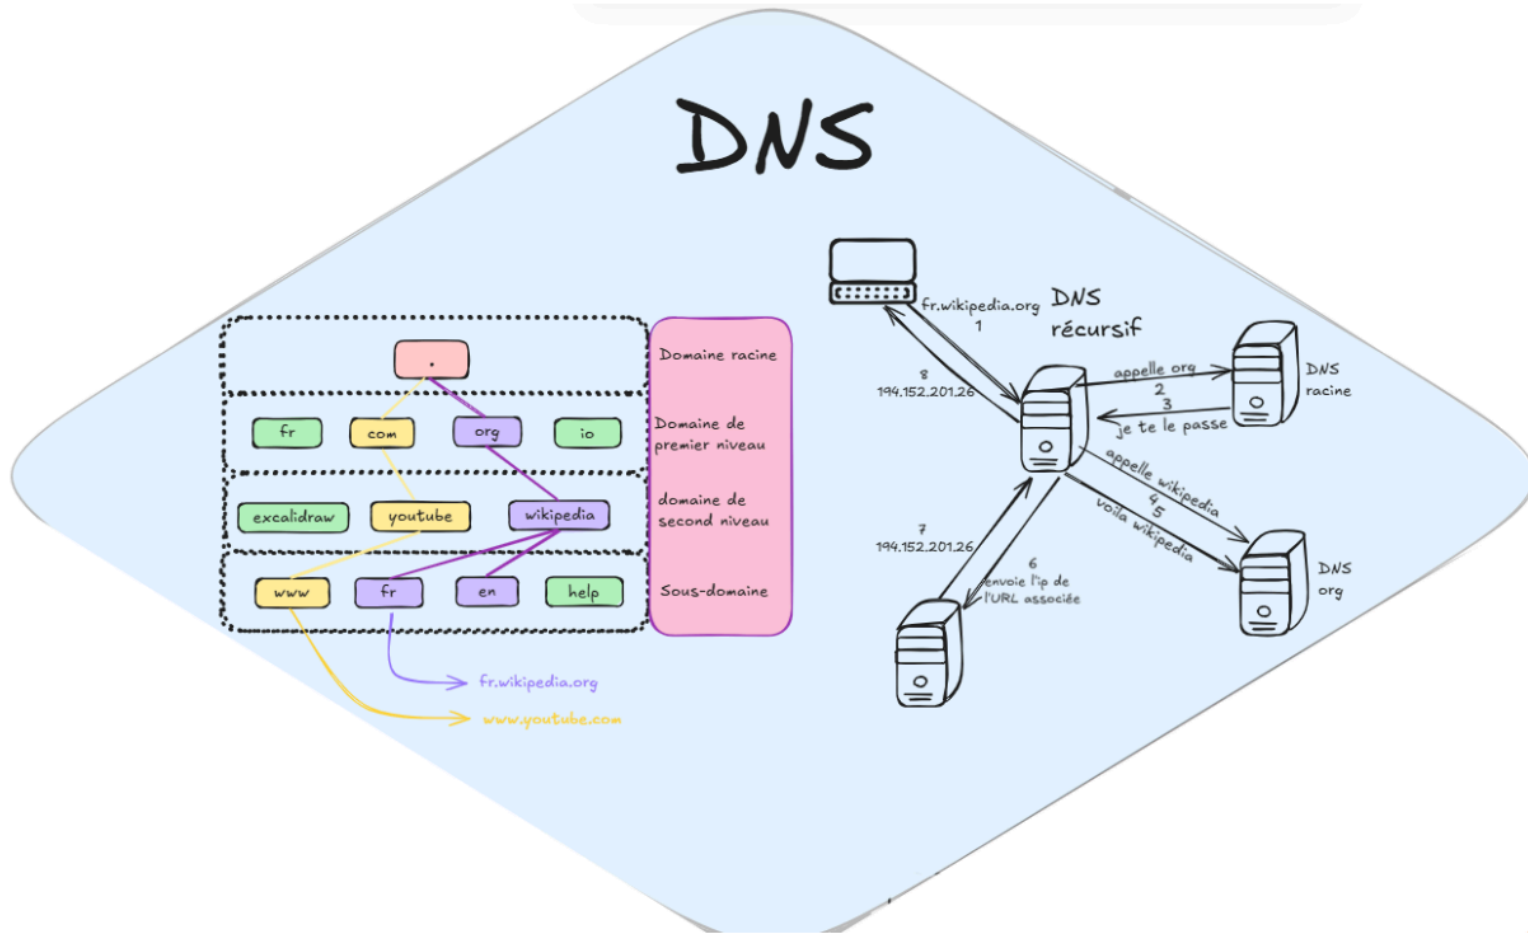 DNS
.
Domaine racine
fr
com
org
io
Domaine de
premier niveau
excalidraw
youtube
wikipedia
domaine de
second niveau
www
fr
en
help
Sous-domaine
fr.wikipedia.org
www.youtube.com
fr.wikipedia.org
1
DNS
récursif
8
194.152.201.26
appelle org
2
3
je te le passe
DNS
racine
appelle wikipedia
4
5
voila wikipedia
DNS
org
7
194.152.201.26
6
envoie l'ip de
l'URL associée